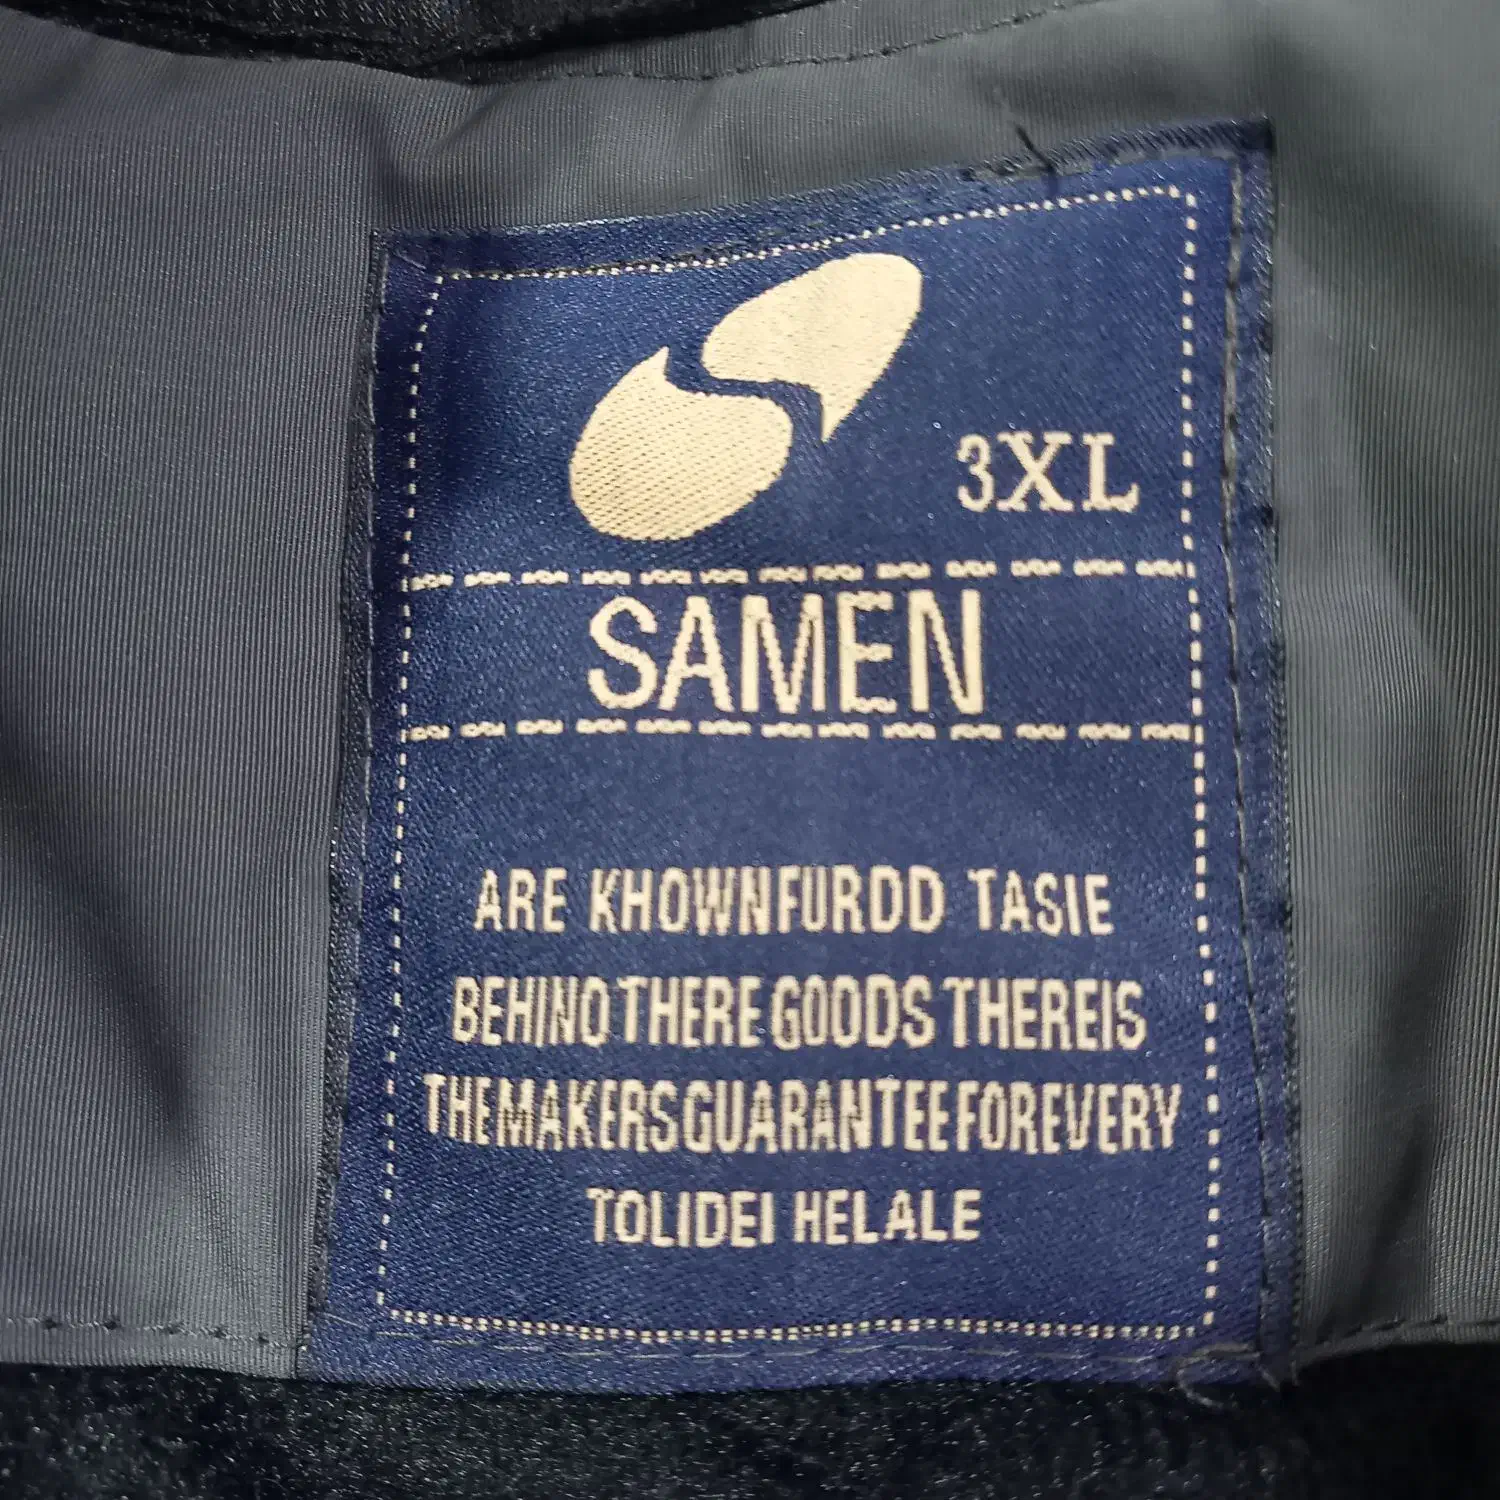 3XL
SAMEN
ARE KHOWNFURDD TASIE
BEHINO THERE GOODS THEREIS
THEMAKERSGUARANTEEFOREVERY
TOLIDEI HELALE